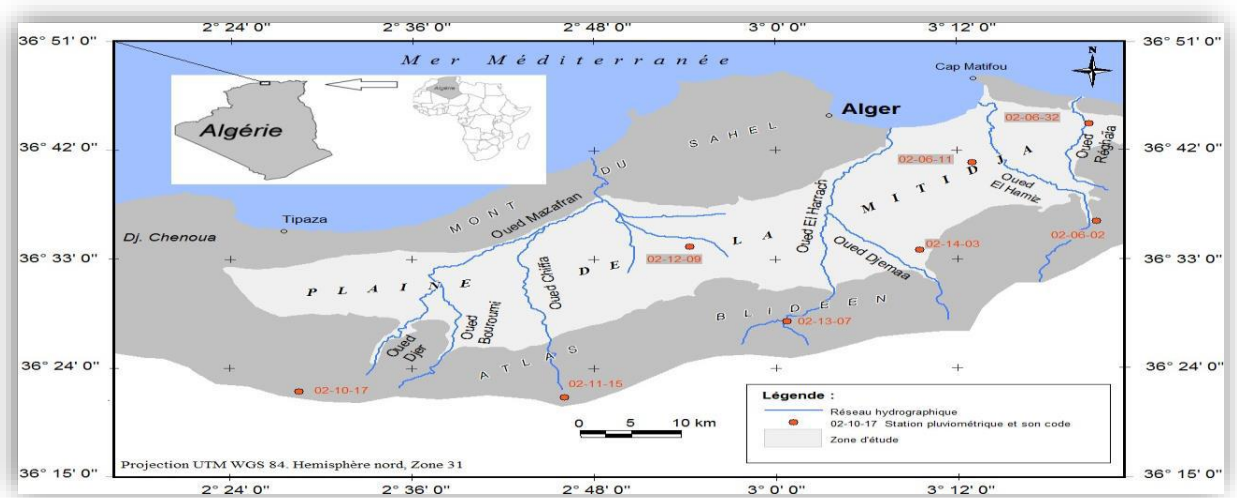 2° 24' 0" 2° 36' 0" 2° 48' 0" 3° 0' 0" 3° 12' 0"
36° 51' 0" 36° 51' 0"
Mer Méditerranée
Cap Matifou
N
Algérie
Alger
Algérie
02-06-32
SAHEL
Oued Réghaïa
36° 42' 0" 36° 42' 0"
02-06-11
DU
MITIDJA
Oued El Hamiz
MONT
Oued Mazafran
Oued El Harrach
Tipaza
02-06-02
Dj. Chenoua
LA
02-14-03
36° 33' 0" 36° 33' 0"
02-12-09
Oued Djemaa
DE
Oued Chiffa
PLAINE
BLIDEEN
02-13-07
Oued Bouroumi
Oued Djer
ATLAS
36° 24' 0" 36° 24' 0"
02-10-17
02-11-15
Légende :
Réseau hydrographique
02-10-17 Station pluviométrique et son code
Zone d'étude
0 5 10 km
Projection UTM WGS 84. Hemisphère nord, Zone 31
36° 15' 0" 36° 15' 0"
2° 24' 0" 2° 36' 0" 2° 48' 0" 3° 0' 0" 3° 12' 0"